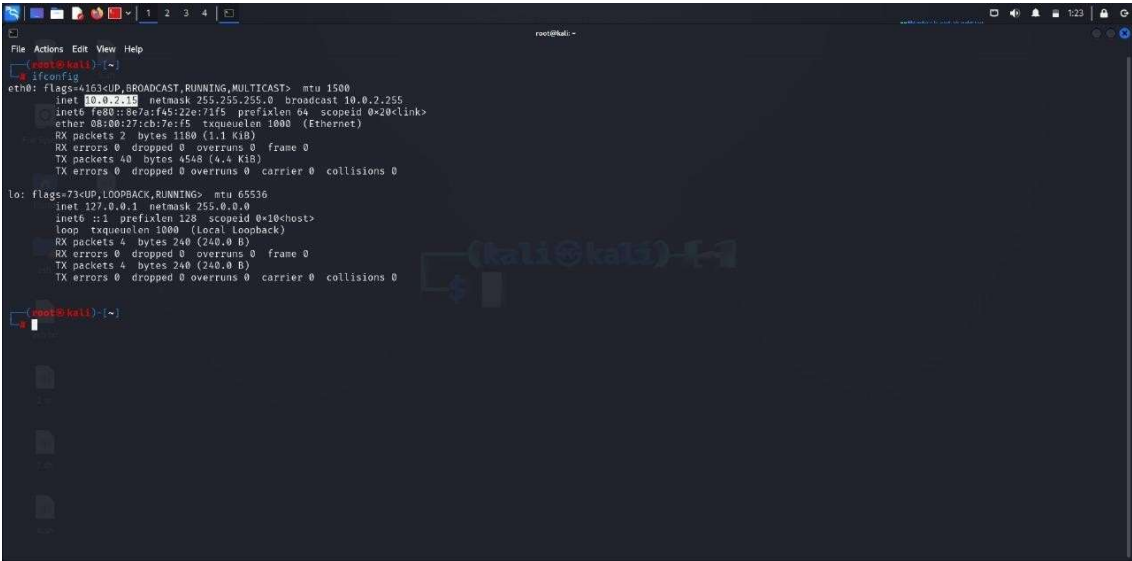 1 2 3 4
1:23
root@kali: ~
File Actions Edit View Help
(root㉿kali)-[~]
ifconfig
eth0: flags=4163<UP,BROADCAST,RUNNING,MULTICAST> mtu 1500
inet 10.0.2.15 netmask 255.255.255.0 broadcast 10.0.2.255
inet6 fe80::8e7a:f45:22e:71f5 prefixlen 64 scopeid 0×20<link>
ether 08:00:27:cb:7e:f5 txqueuelen 1000 (Ethernet)
RX packets 2 bytes 1180 (1.1 KiB)
RX errors 0 dropped 0 overruns 0 frame 0
TX packets 40 bytes 4548 (4.4 KiB)
TX errors 0 dropped 0 overruns 0 carrier 0 collisions 0
lo: flags=73<UP,LOOPBACK,RUNNING> mtu 65536
inet 127.0.0.1 netmask 255.0.0.0
inet6 ::1 prefixlen 128 scopeid 0×10<host>
loop txqueuelen 1000 (Local Loopback)
RX packets 4 bytes 240 (240.0 B)
RX errors 0 dropped 0 overruns 0 frame 0
TX packets 4 bytes 240 (240.0 B)
TX errors 0 dropped 0 overruns 0 carrier 0 collisions 0
(kali㉿kali)-[~]
$
(root㉿kali)-[~]